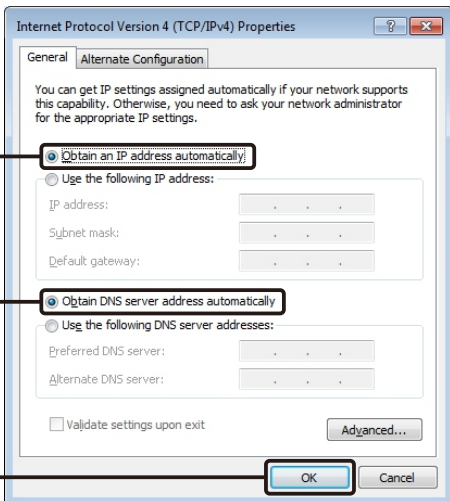 Internet Protocol Version 4 (TCP/IPv4) Properties
General Alternate Configuration
You can get IP settings assigned automatically if your network supports
this capability. Otherwise, you need to ask your network administrator
for the appropriate IP settings.
Obtain an IP address automatically
Use the following IP address:
IP address:
Subnet mask:
Default gateway:
Obtain DNS server address automatically
Use the following DNS server addresses:
Preferred DNS server:
Alternate DNS server:
Validate settings upon exit
Advanced...
OK Cancel